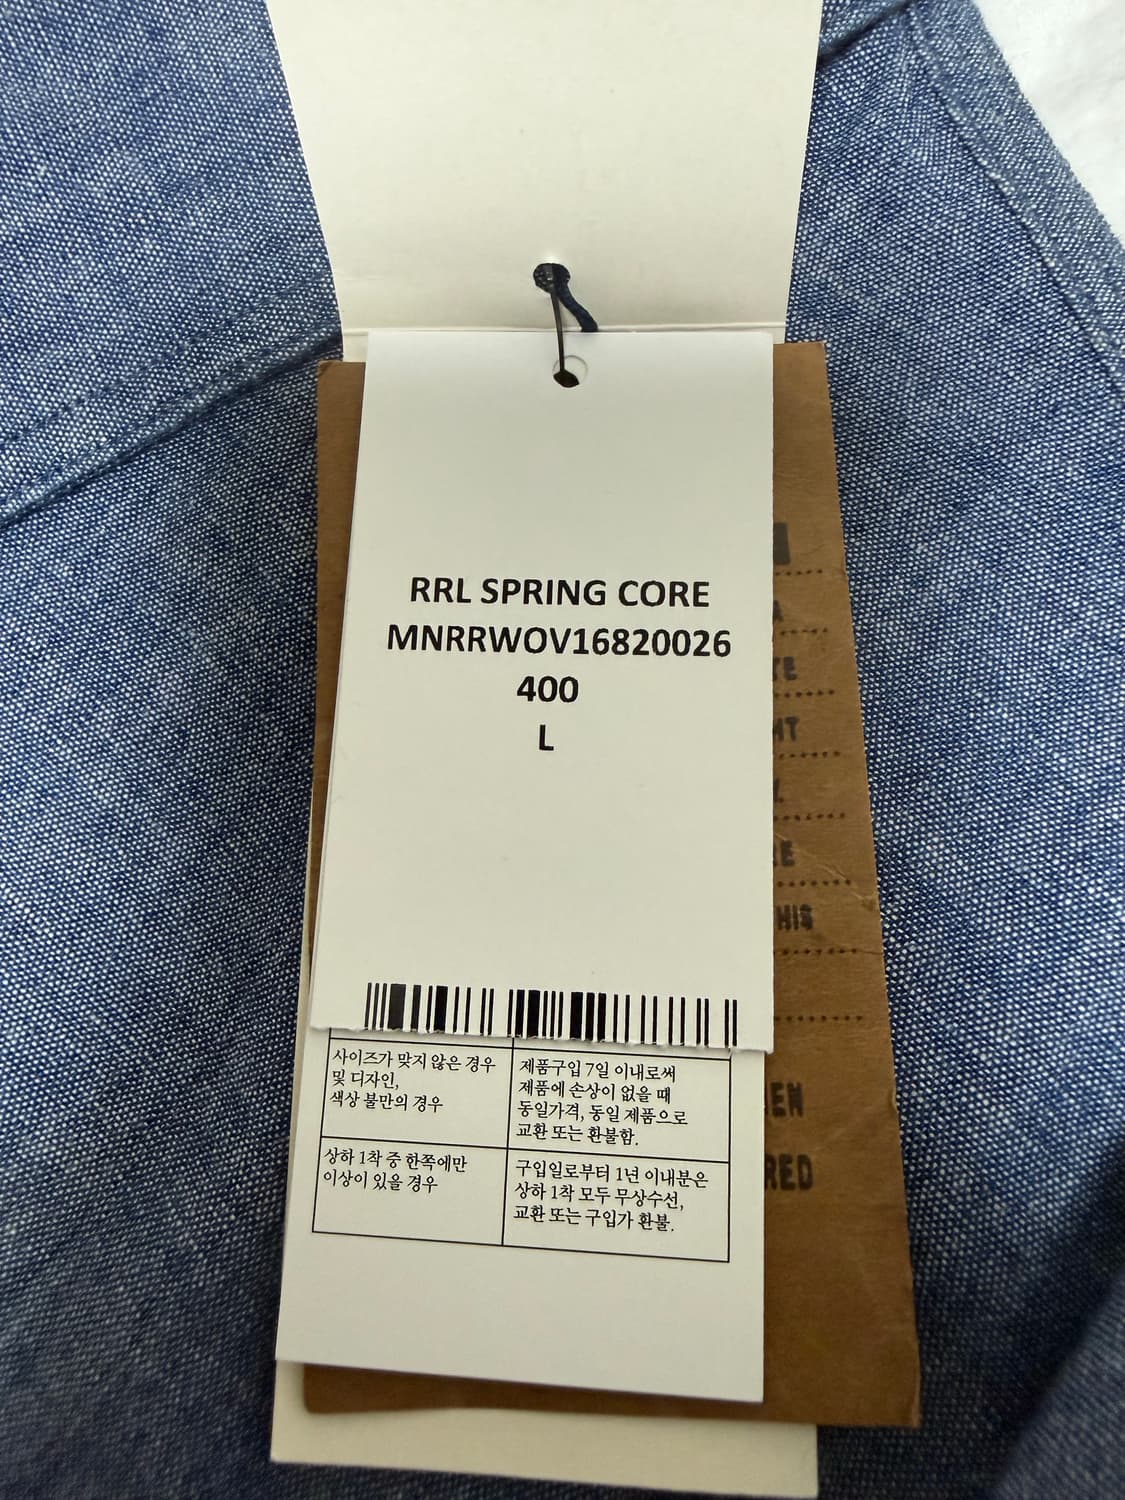 RRL SPRING CORE
MNRRWOV16820026
400
L
사이즈가 맞지 않은 경우
및 디자인,
색상 불만의 경우
제품구입 7일 이내로써
제품에 손상이 없을 때
동일가격, 동일 제품으로
교환 또는 환불함.
상하 1착 중 한쪽에만
이상이 있을 경우
구입일로부터 1년 이내분은
상하 1착 모두 무상수선,
교환 또는 구입가 환불.